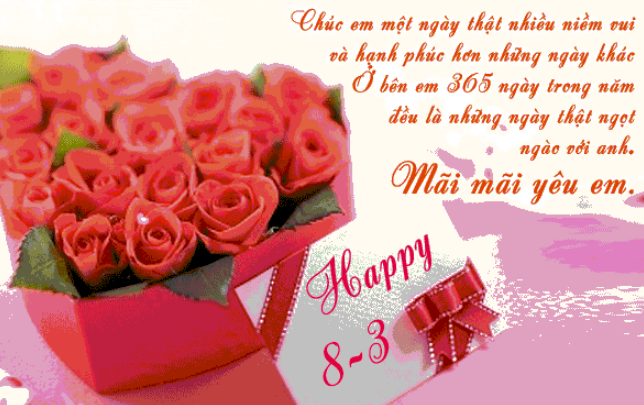 Chúc em một ngày thật nhiều niềm vui
và hạnh phúc hơn những ngày khác
Ở bên em 365 ngày trong năm
đều là những ngày thật ngọt
ngào với anh.
Mãi mãi yêu em.
Happy
8-3